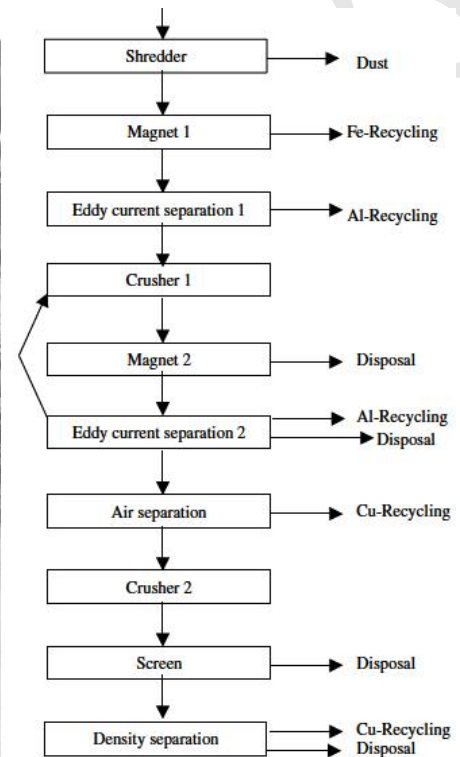 Shredder
Dust
Magnet 1
Fe-Recycling
Eddy current separation 1
Al-Recycling
Crusher 1
Magnet 2
Disposal
Eddy current separation 2
Al-Recycling
Disposal
Air separation
Cu-Recycling
Crusher 2
Screen
Disposal
Density separation
Cu-Recycling
Disposal